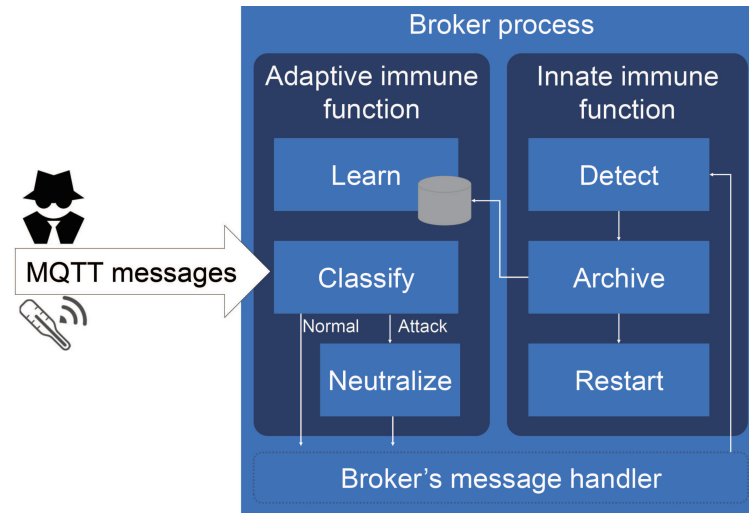 Broker process
Adaptive immune
function
Innate immune
function
Learn
Detect
MQTT messages
Classify
Archive
Normal
Attack
Neutralize
Restart
Broker's message handler